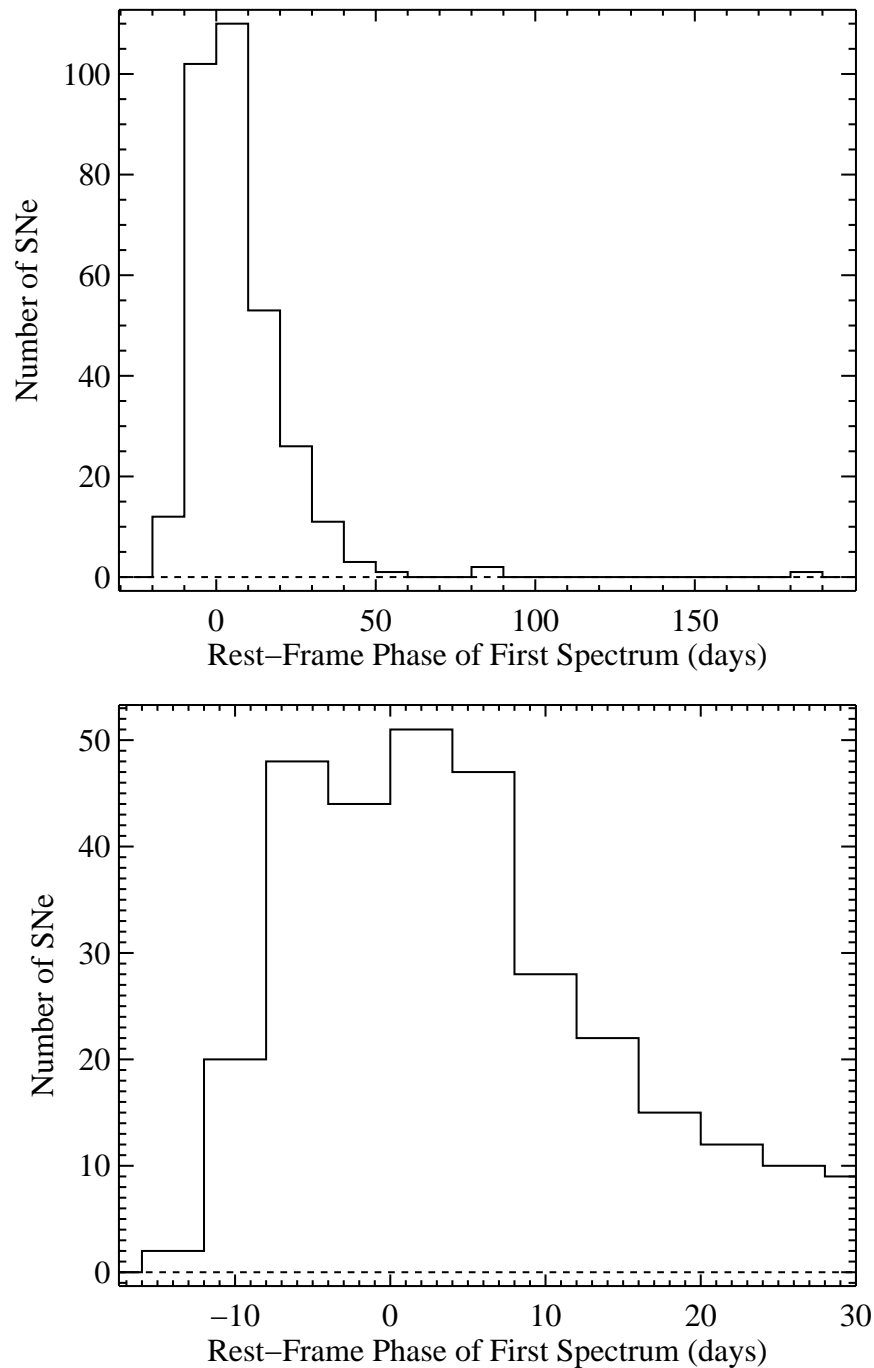 100
80
60
40
20
0
Number of SNe
0 50 100 150
Rest−Frame Phase of First Spectrum (days)
50
40
30
20
10
0
Number of SNe
−10 0 10 20 30
Rest−Frame Phase of First Spectrum (days)